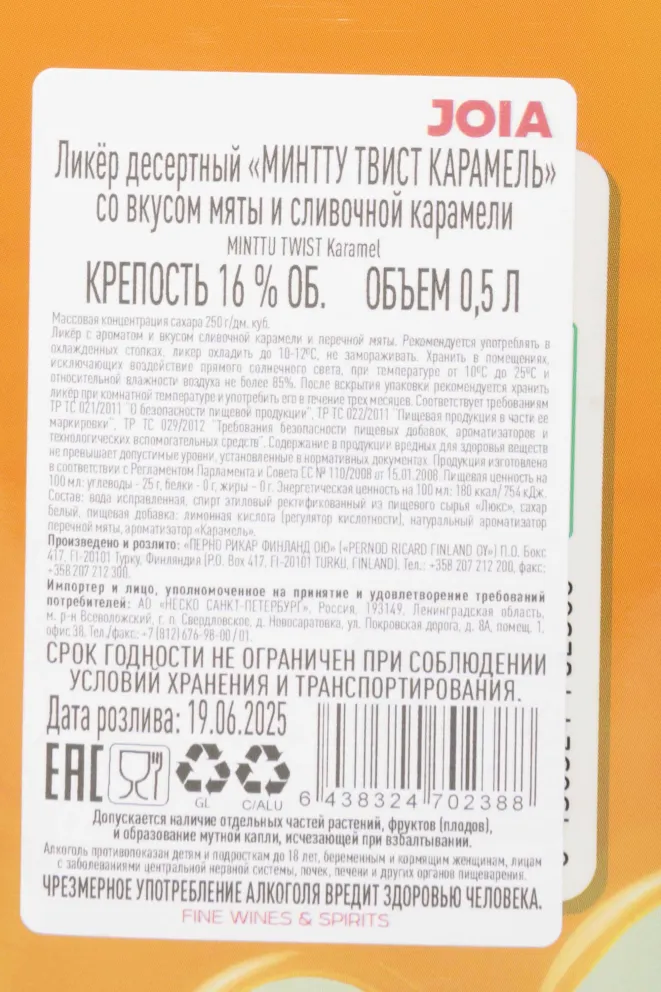 JOIA
Ликёр десертный «МИНТТУ ТВИСТ КАРАМЕЛЬ»
со вкусом мяты и сливочной карамели
MINTTU TWIST Karamel
КРЕПОСТЬ 16 % ОБ. ОБЪЕМ 0,5 Л
Массовая концентрация сахара 250 г/дм. куб.
Ликёр с ароматом и вкусом сливочной карамели и перечной мяты. Рекомендуется употреблять в
охлажденных стопках, ликер охладить до 10-12ºС, не замораживать. Хранить в помещениях,
исключающих воздействие прямого солнечного света, при температуре от 10ºС до 25ºС и
относительной влажности воздуха не более 85%. После вскрытия упаковки рекомендуется хранить
ликёр при комнатной температуре и употребить его в течение трех месяцев. Соответствует требованиям
ТР ТС 021/2011 "О безопасности пищевой продукции", ТР ТС 022/2011 "Пищевая продукция в части ее
маркировки", ТР ТС 029/2012 "Требования безопасности пищевых добавок, ароматизаторов и
технологических вспомогательных средств". Содержание в продукции вредных для здоровья веществ
не превышает допустимые уровни, установленные в нормативных документах. Продукция изготовлена
в соответствии с Регламентом Парламента и Совета ЕС № 110/2008 от 15.01.2008. Пищевая ценность на
100 мл: углеводы - 25 г, белки - 0 г, жиры – 0 г. Энергетическая ценность на 100 мл: 180 ккал/ 754 кДж.
Состав: вода исправленная, спирт этиловый ректификованный из пищевого сырья «Люкс», сахар
белый, пищевая добавка: лимонная кислота (регулятор кислотности), натуральный ароматизатор
перечной мяты, ароматизатор «Карамель».
Произведено и розлито: «ПЕРНО РИКАР ФИНЛАНД ОЮ» («PERNOD RICARD FINLAND OY») П.О. Бокс
417, FI-20101 Турку, Финляндия (P.O. Box 417, FI-20101 TURKU, FINLAND). Тел.: +358 207 212 200, факс:
+358 207 212 300.
Импортер и лицо, уполномоченное на принятие и удовлетворение требований
потребителей: АО «НЕСКО САНКТ-ПЕТЕРБУРГ», Россия, 193149, Ленинградская область,
м. р-н Всеволожский, г. п. Свердловское, д. Новосаратовка, ул. Покровская дорога, д. 8А, помещ. 1,
офис 38. Тел./факс: +7 (812) 676-98-00 / 01.
СРОК ГОДНОСТИ НЕ ОГРАНИЧЕН ПРИ СОБЛЮДЕНИИ
УСЛОВИЙ ХРАНЕНИЯ И ТРАНСПОРТИРОВАНИЯ.
Дата розлива: 19.06.2025
EAC
GL C/ALU 6 438324 702388
Допускается наличие отдельных частей растений, фруктов (плодов),
и образование мутной капли, исчезающей при взбалтывании.
Алкоголь противопоказан детям и подросткам до 18 лет, беременным и кормящим женщинам, лицам
с заболеваниями центральной нервной системы, почек, печени и других органов пищеварения.
ЧРЕЗМЕРНОЕ УПОТРЕБЛЕНИЕ АЛКОГОЛЯ ВРЕДИТ ЗДОРОВЬЮ ЧЕЛОВЕКА.
FINE WINES & SPIRITS